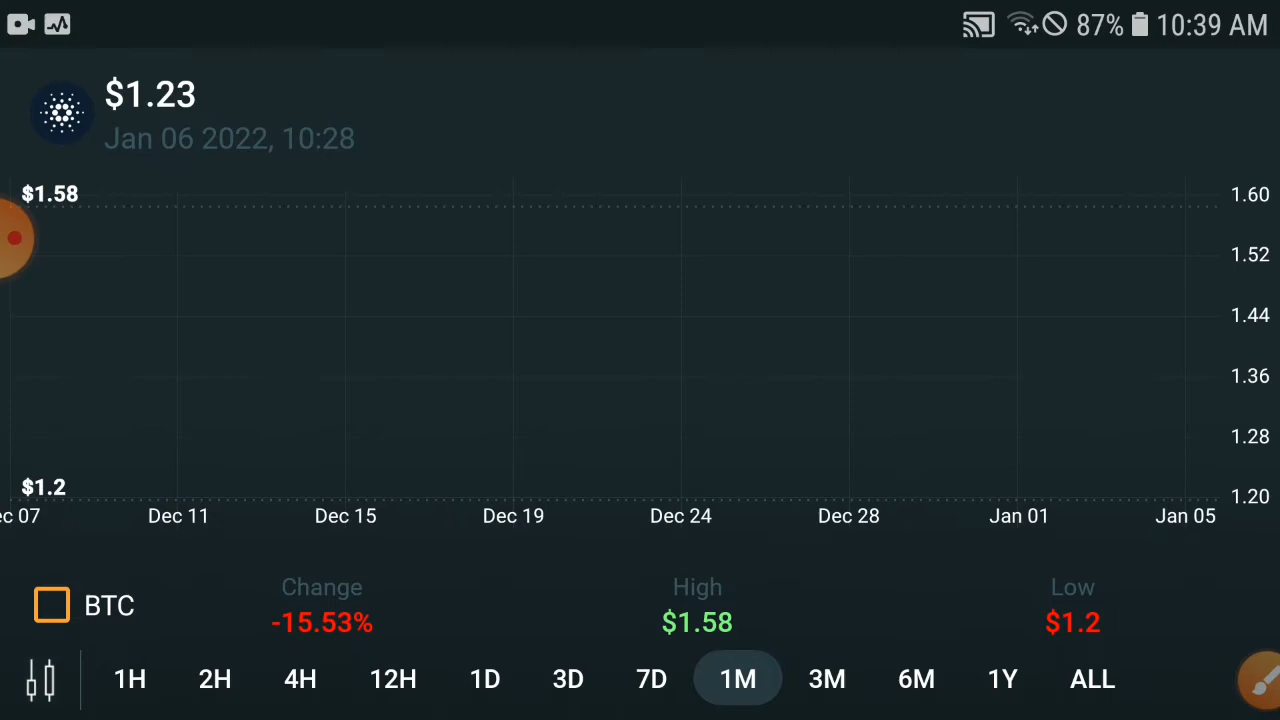 87% 10:39 AM
$1.23
Jan 06 2022, 10:28
$1.58
1.60
1.52
1.44
1.36
1.28
$1.2
1.20
ec 07 Dec 11 Dec 15 Dec 19 Dec 24 Dec 28 Jan 01 Jan 05
Change High Low
BTC -15.53% $1.58 $1.2
1H 2H 4H 12H 1D 3D 7D 1M 3M 6M 1Y ALL